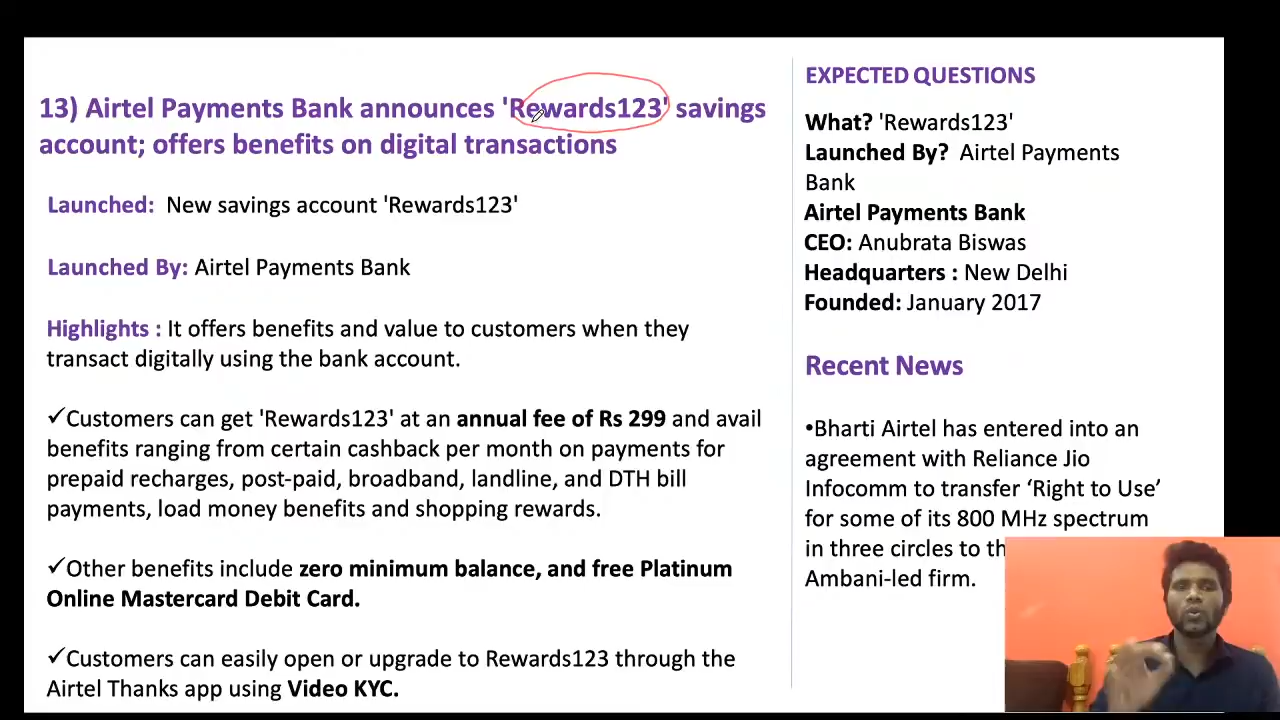 13) Airtel Payments Bank announces 'Rewards123' savings
account; offers benefits on digital transactions
Launched: New savings account 'Rewards123'
Launched By: Airtel Payments Bank
Highlights : It offers benefits and value to customers when they
transact digitally using the bank account.
✓Customers can get 'Rewards123' at an annual fee of Rs 299 and avail
benefits ranging from certain cashback per month on payments for
prepaid recharges, post-paid, broadband, landline, and DTH bill
payments, load money benefits and shopping rewards.
✓Other benefits include zero minimum balance, and free Platinum
Online Mastercard Debit Card.
✓Customers can easily open or upgrade to Rewards123 through the
Airtel Thanks app using Video KYC.
EXPECTED QUESTIONS
What? 'Rewards123'
Launched By? Airtel Payments
Bank
Airtel Payments Bank
CEO: Anubrata Biswas
Headquarters : New Delhi
Founded: January 2017
Recent News
•Bharti Airtel has entered into an
agreement with Reliance Jio
Infocomm to transfer ‘Right to Use’
for some of its 800 MHz spectrum
in three circles to
Ambani-led firm.